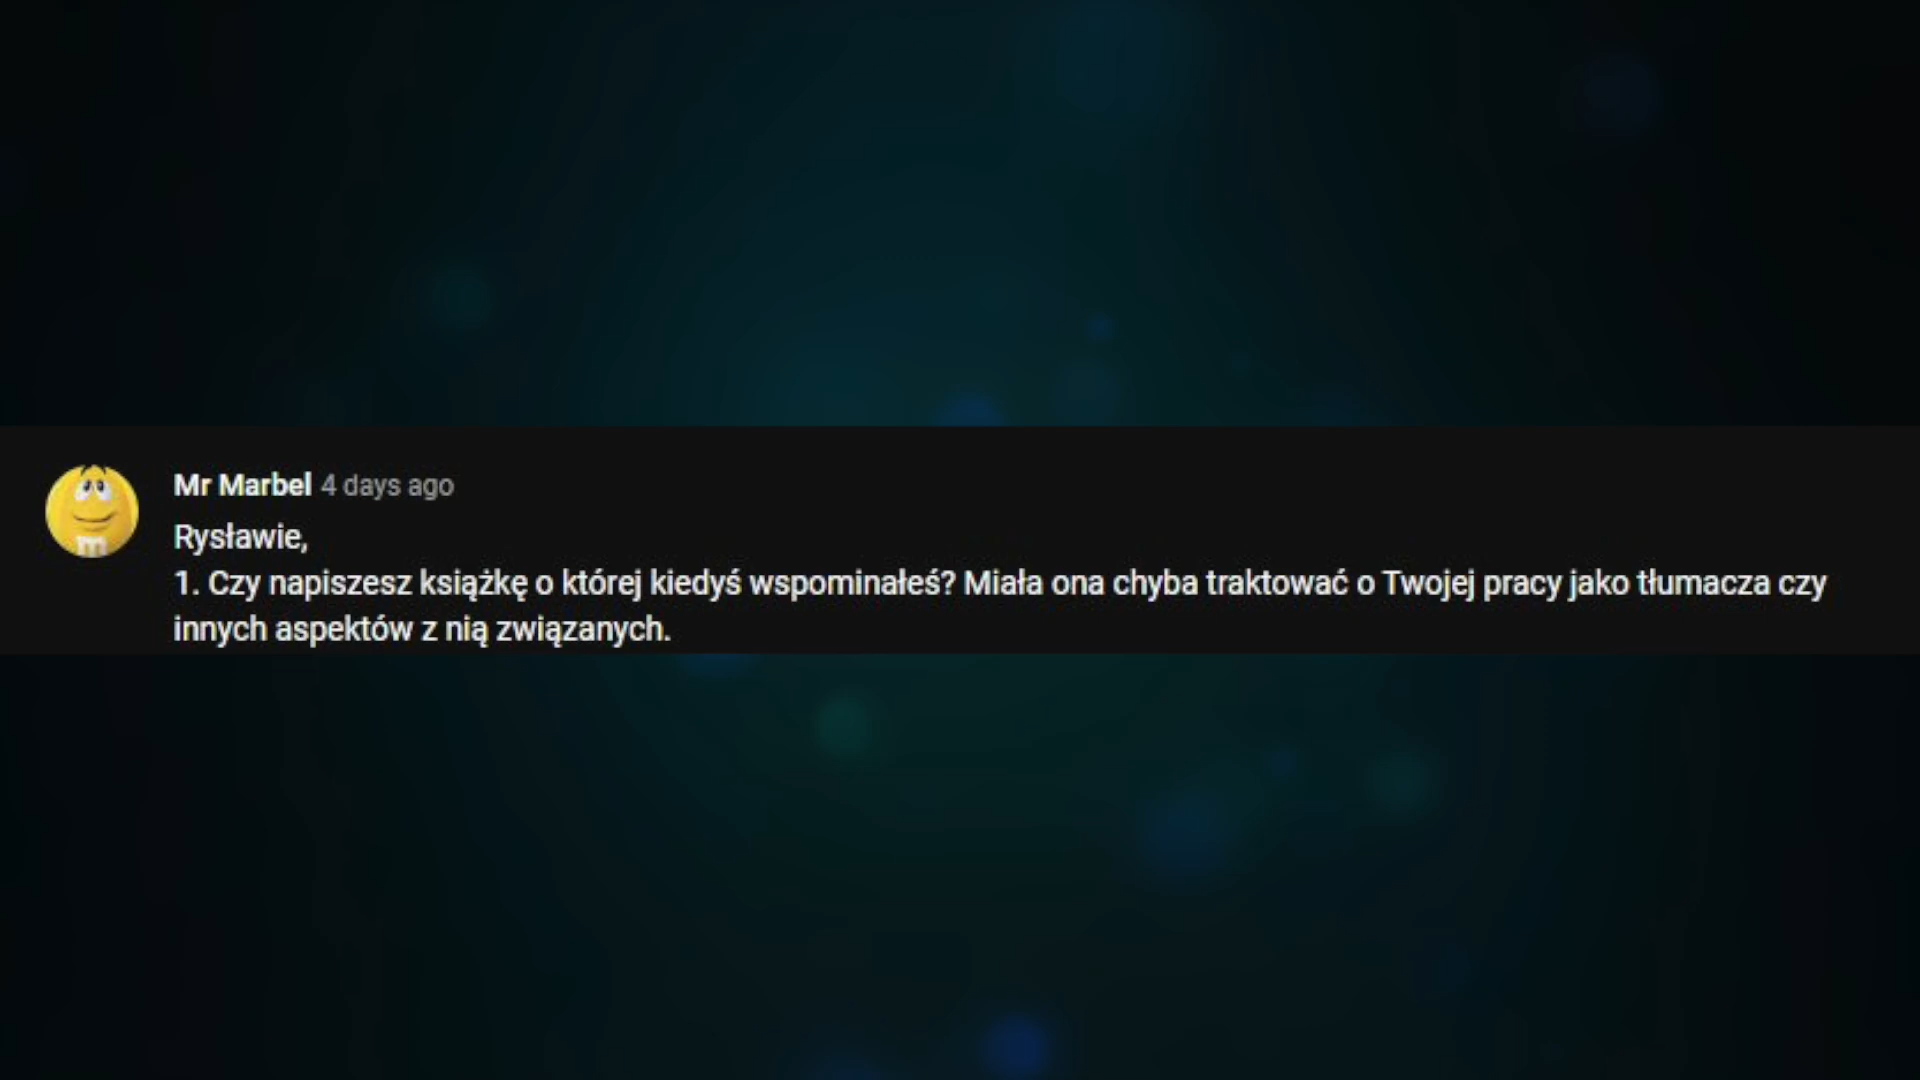 Mr Marbel 4 days ago
Rysławie,
1. Czy napiszesz książkę o której kiedyś wspominałeś? Miała ona chyba traktować o Twojej pracy jako tłumacza czy
innych aspektów z nią związanych.
m